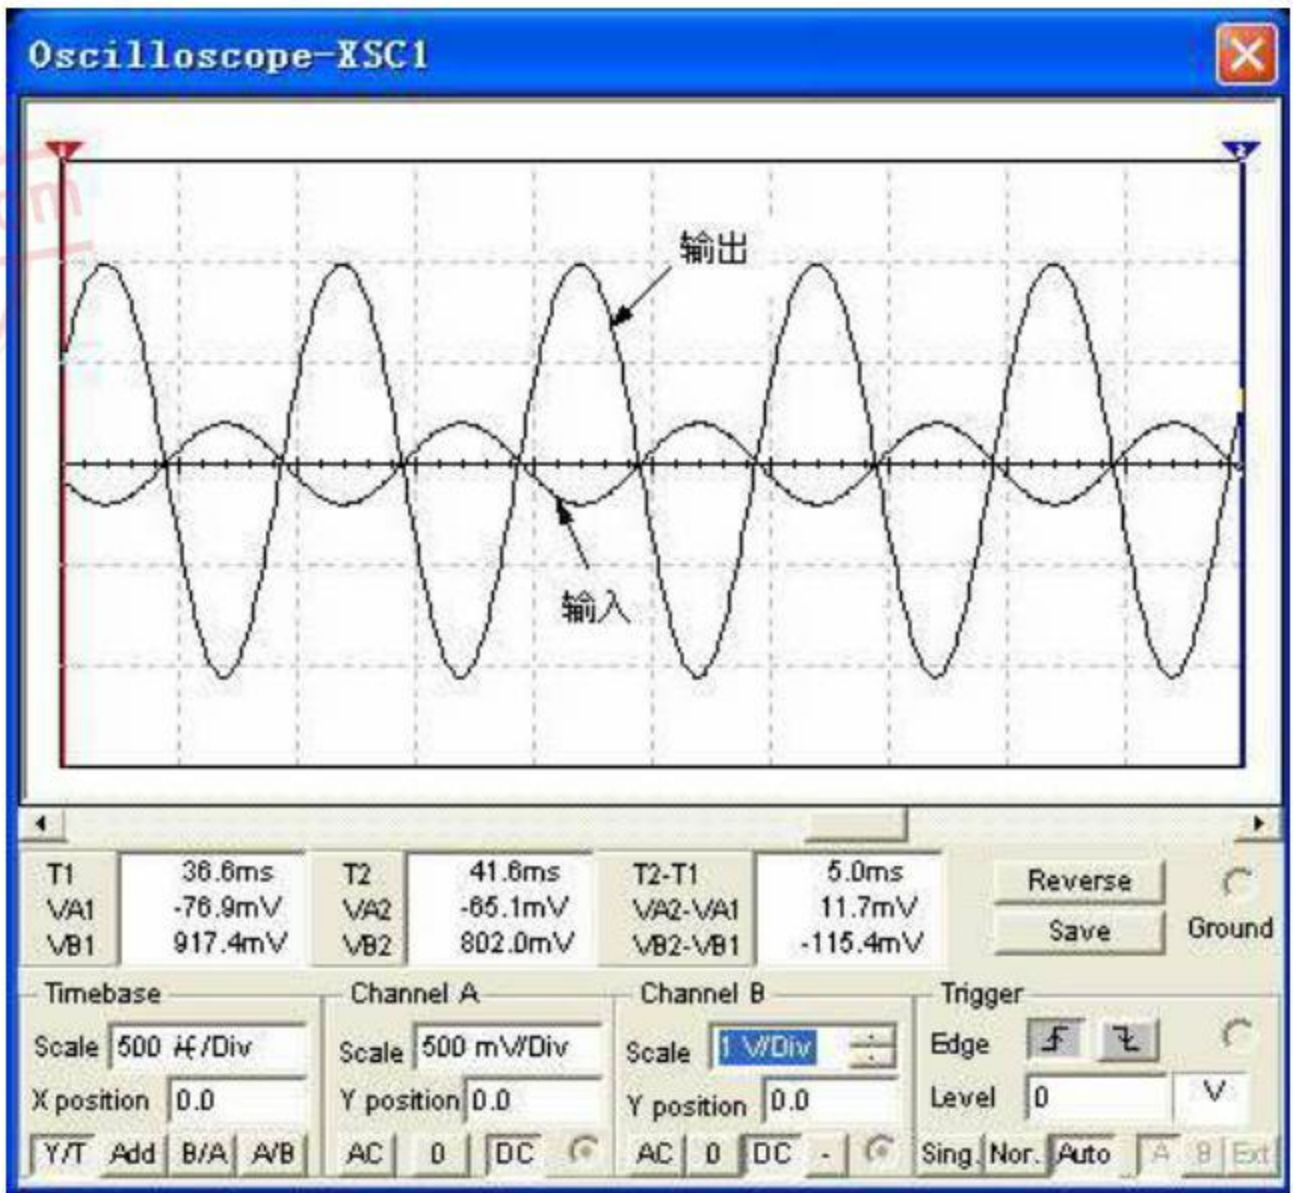 Oscilloscope-XSC1
om
1
2
输出
输入
T1 36.6ms T2 41.6ms T2-T1 5.0ms
VA1 -76.9mV VA2 -65.1mV VA2-VA1 11.7mV
VB1 917.4mV VB2 802.0mV VB2-VB1 -115.4mV
Reverse
Save
Ground
Timebase Channel A Channel B Trigger
Scale 500 /Div Scale 500 mV/Div Scale 1 V/Div Edge
X position 0.0 Y position 0.0 Y position 0.0 Level 0 V
Y/T Add B/A A/B AC 0 DC AC 0 DC - Sing. Nor. Auto A B Ext